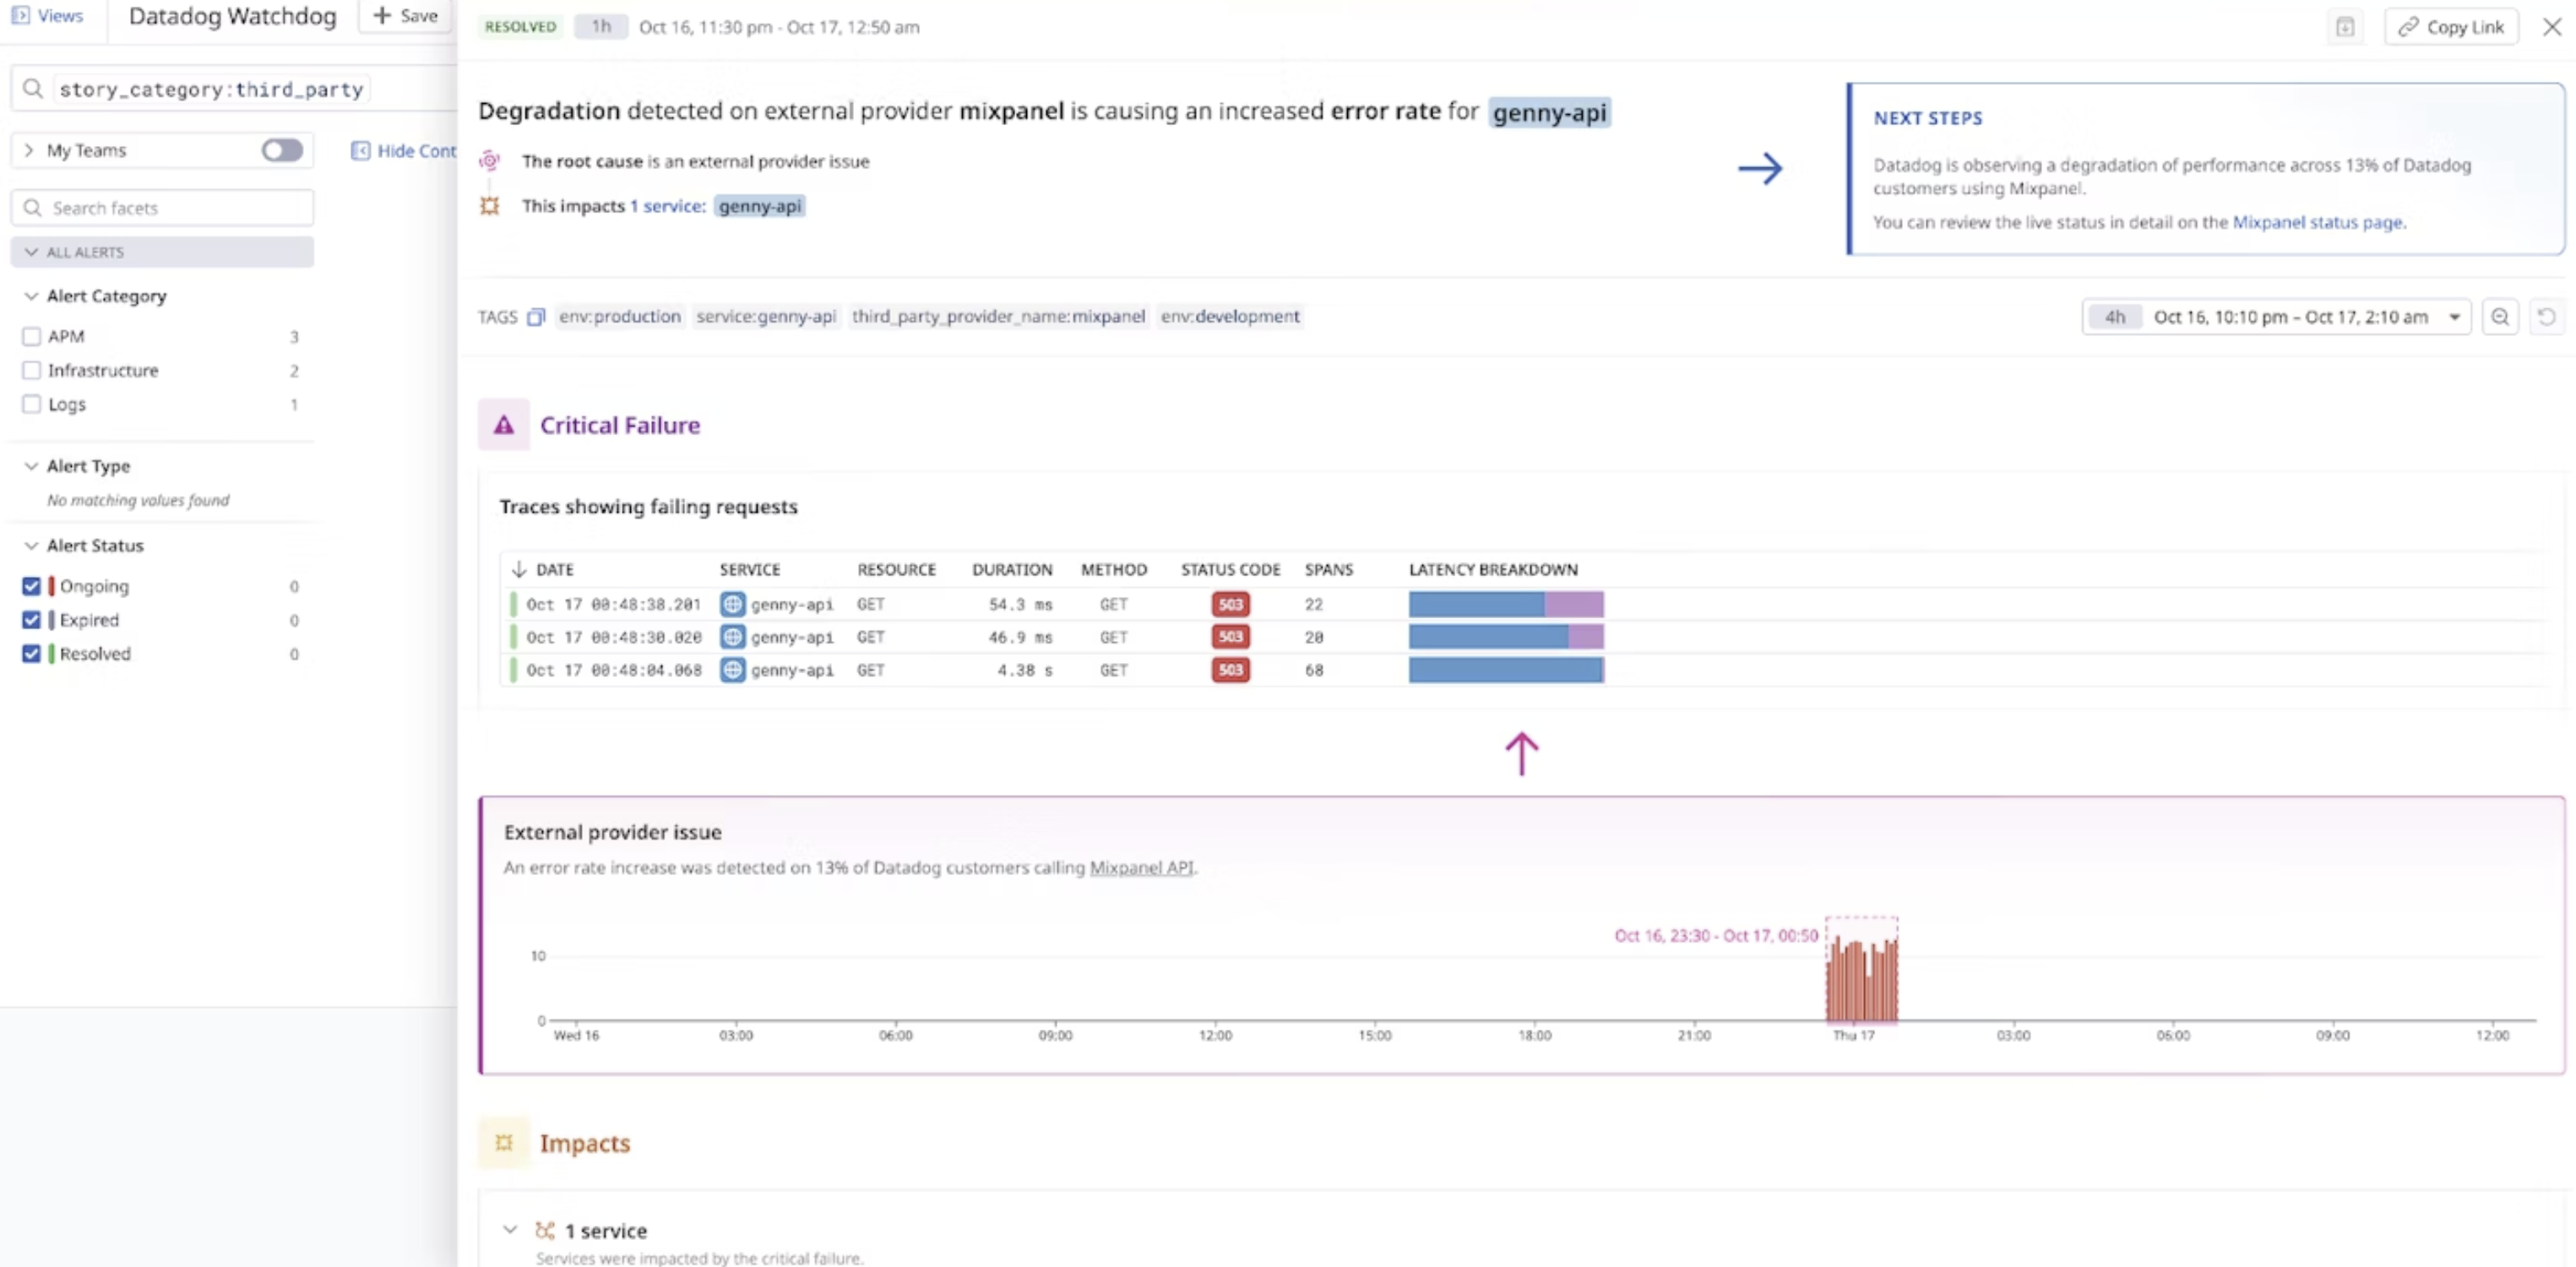 Views
Datadog Watchdog
+ Save
story_category:third_party
My Teams
Hide Cont
Search facets
ALL ALERTS
Alert Category
APM 3
Infrastructure 2
Logs 1
Alert Type
No matching values found
Alert Status
Ongoing 0
Expired 0
Resolved 0
RESOLVED 1h Oct 16, 11:30 pm - Oct 17, 12:50 am
Copy Link
Degradation detected on external provider mixpanel is causing an increased error rate for genny-api
The root cause is an external provider issue
This impacts 1 service: genny-api
NEXT STEPS
Datadog is observing a degradation of performance across 13% of Datadog
customers using Mixpanel.
You can review the live status in detail on the Mixpanel status page.
TAGS env:production service:genny-api third_party_provider_name:mixpanel env:development
4h Oct 16, 10:10 pm – Oct 17, 2:10 am
Critical Failure
Traces showing failing requests
DATE SERVICE RESOURCE DURATION METHOD STATUS CODE SPANS LATENCY BREAKDOWN
Oct 17 00:48:38.201 genny-api GET 54.3 ms GET 503 22
Oct 17 00:48:30.020 genny-api GET 46.9 ms GET 503 20
Oct 17 00:48:04.068 genny-api GET 4.38 s GET 503 68
External provider issue
An error rate increase was detected on 13% of Datadog customers calling Mixpanel API.
Oct 16, 23:30 - Oct 17, 00:50
10
0
Wed 16 03:00 06:00 09:00 12:00 15:00 18:00 21:00 Thu 17 03:00 06:00 09:00 12:00
Impacts
1 service
Services were impacted by the critical failure.